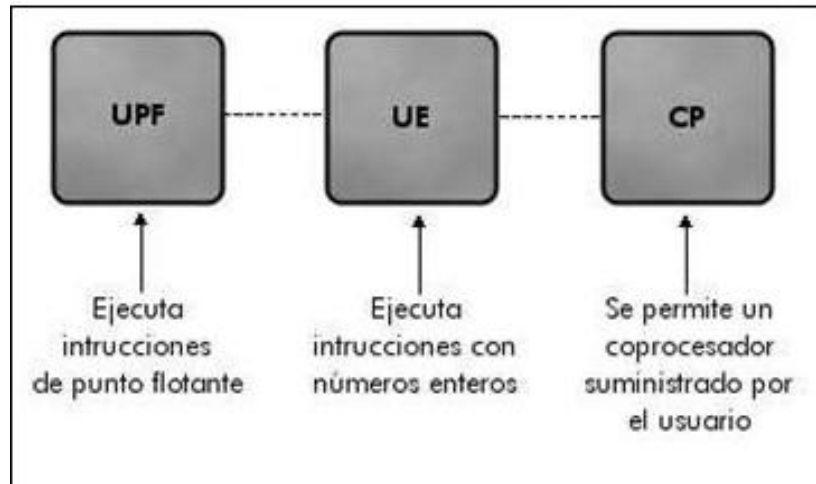 UPF
UE
CP
Ejecuta
intrucciones
de punto flotante
Ejecuta
intrucciones con
números enteros
Se permite un
coprocesador
suministrado por
el usuario